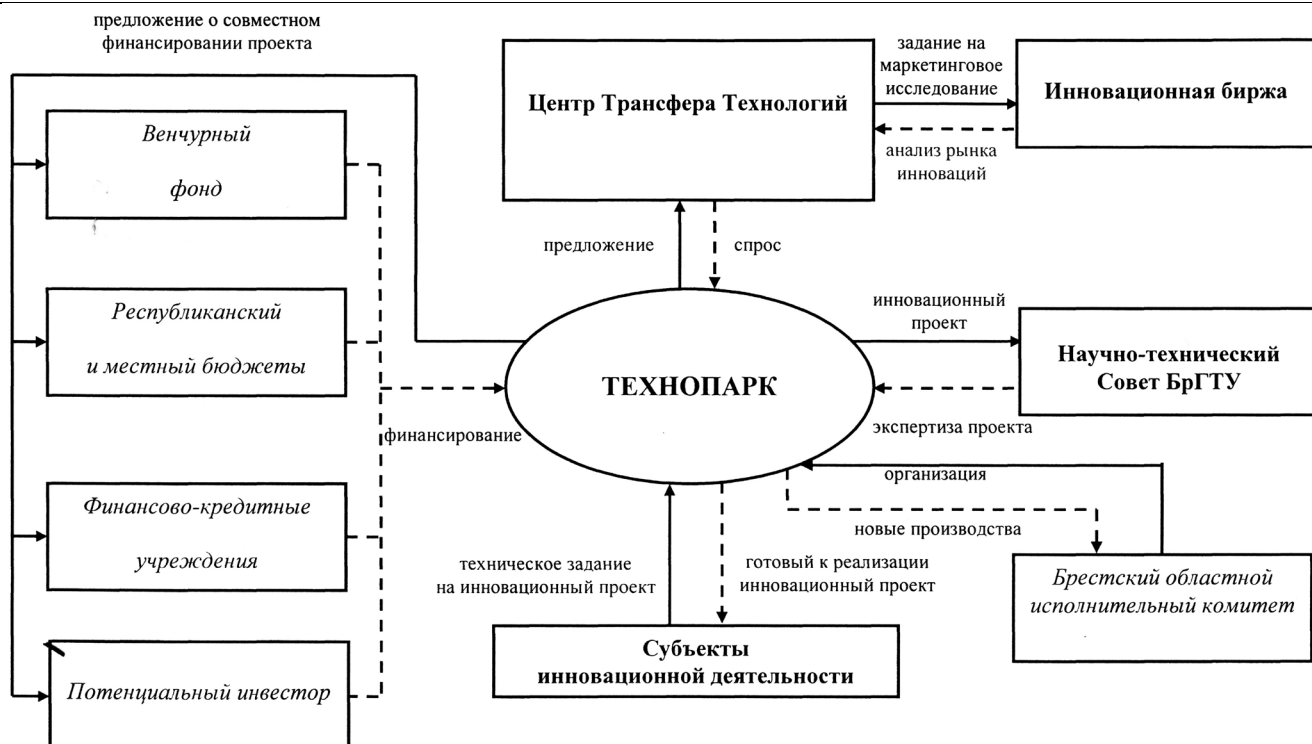 предложение о совместном
финансировании проекта
Венчурный
фонд
Республиканский
и местный бюджеты
Финансово-кредитные
учреждения
Потенциальный инвестор
финансирование
Центр Трансфера Технологий
задание на
маркетинговое
исследование
анализ рынка
инноваций
Инновационная биржа
предложение
спрос
ТЕХНОПАРК
инновационный
проект
экспертиза проекта
Научно-технический
Совет БрГТУ
организация
новые производства
Брестский областной
исполнительный комитет
техническое задание
на инновационный проект
готовый к реализации
инновационный проект
Субъекты
инновационной деятельности